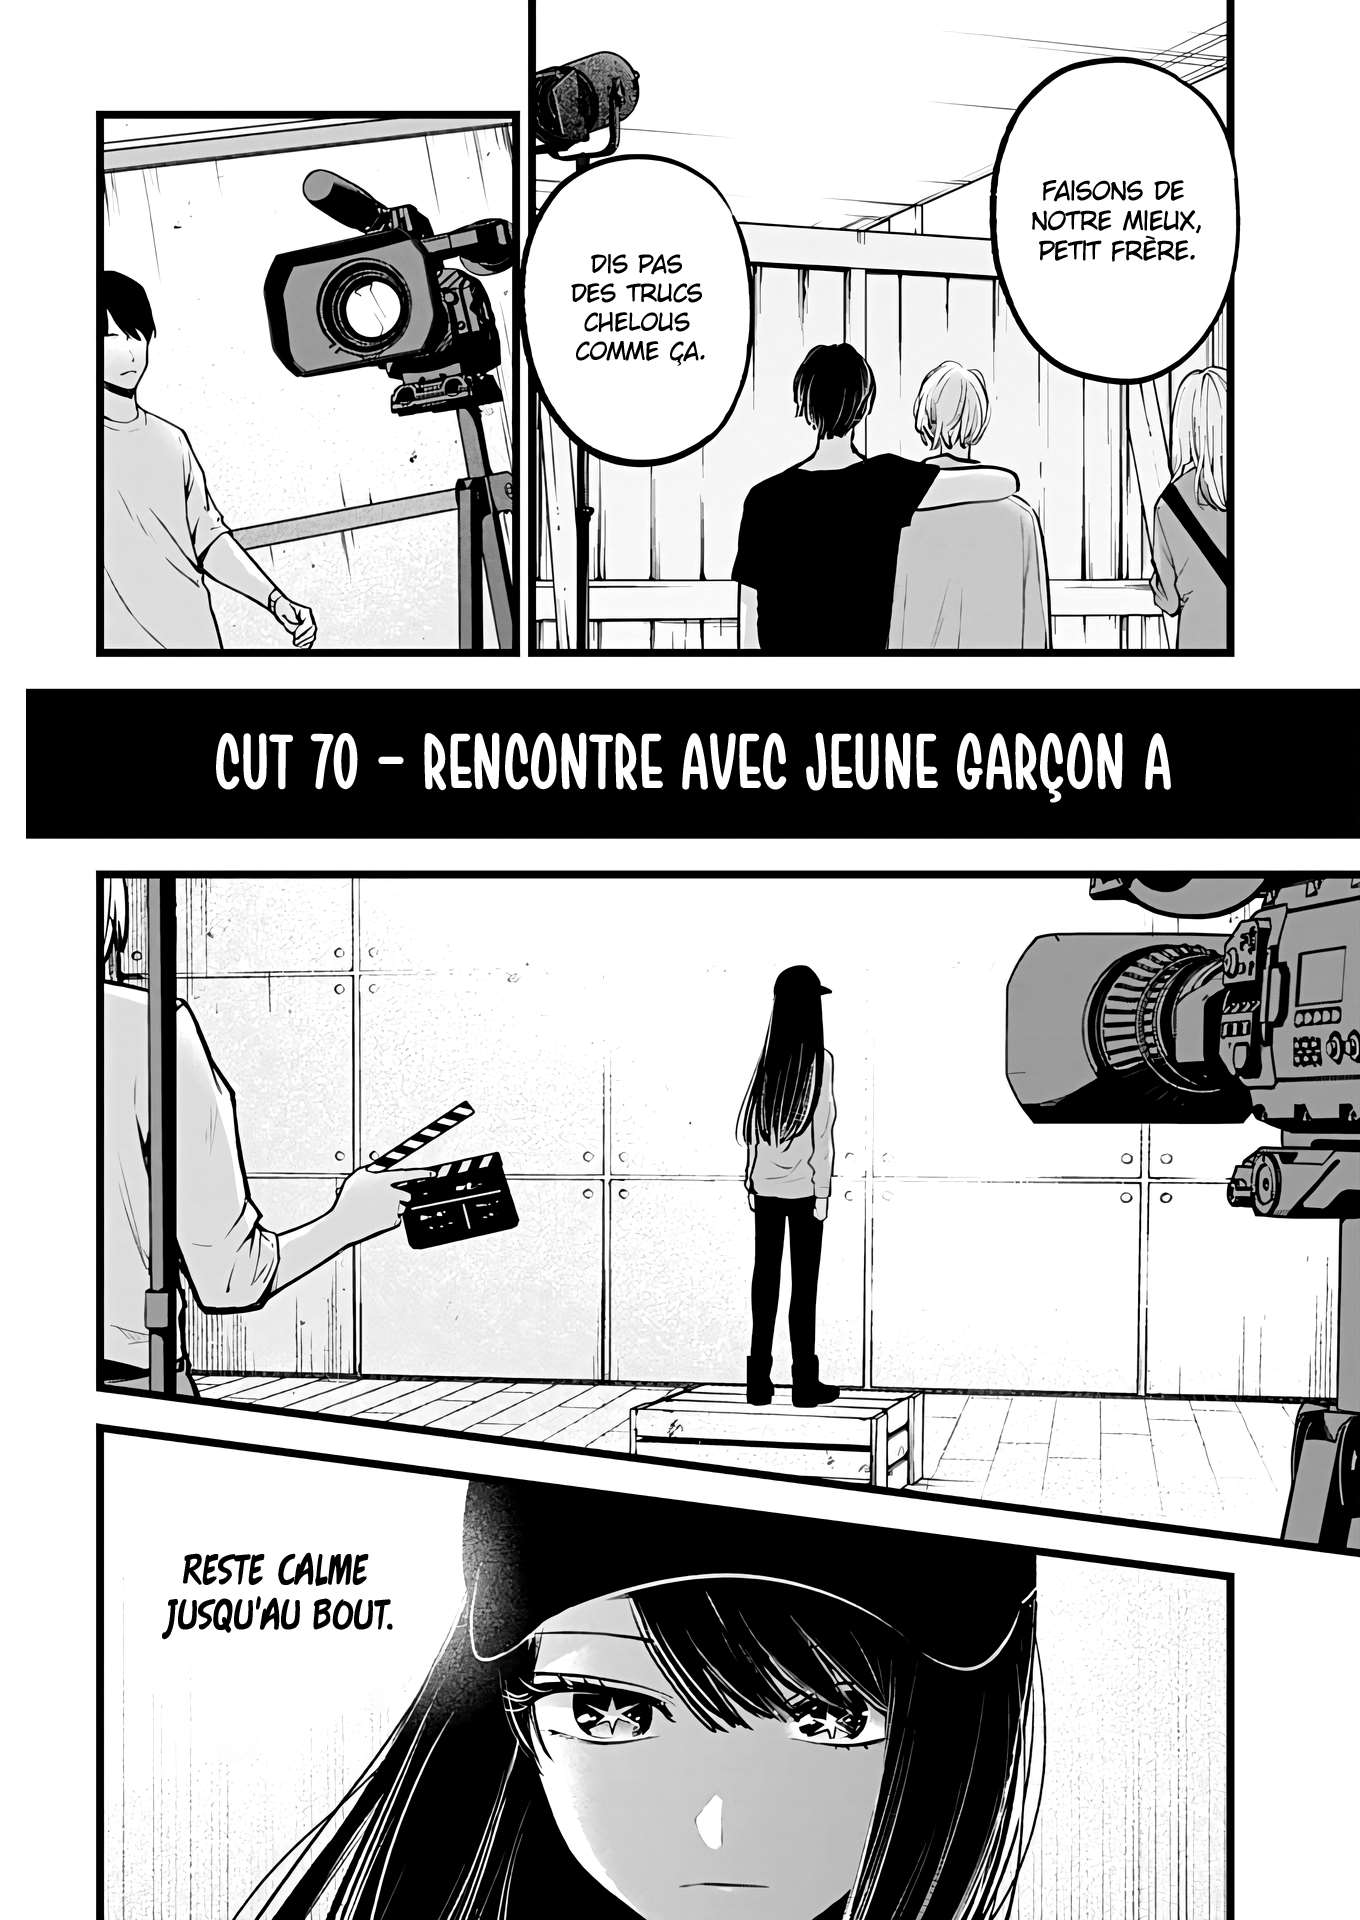 FAISONS DE
NOTRE MIEUX,
PETIT FRÈRE.
DIS PAS
DES TRUCS
CHELOUS
COMME ÇA.
CUT 70 - RENCONTRE AVEC JEUNE GARÇON A
RESTE CALME
JUSQU'AU BOUT.